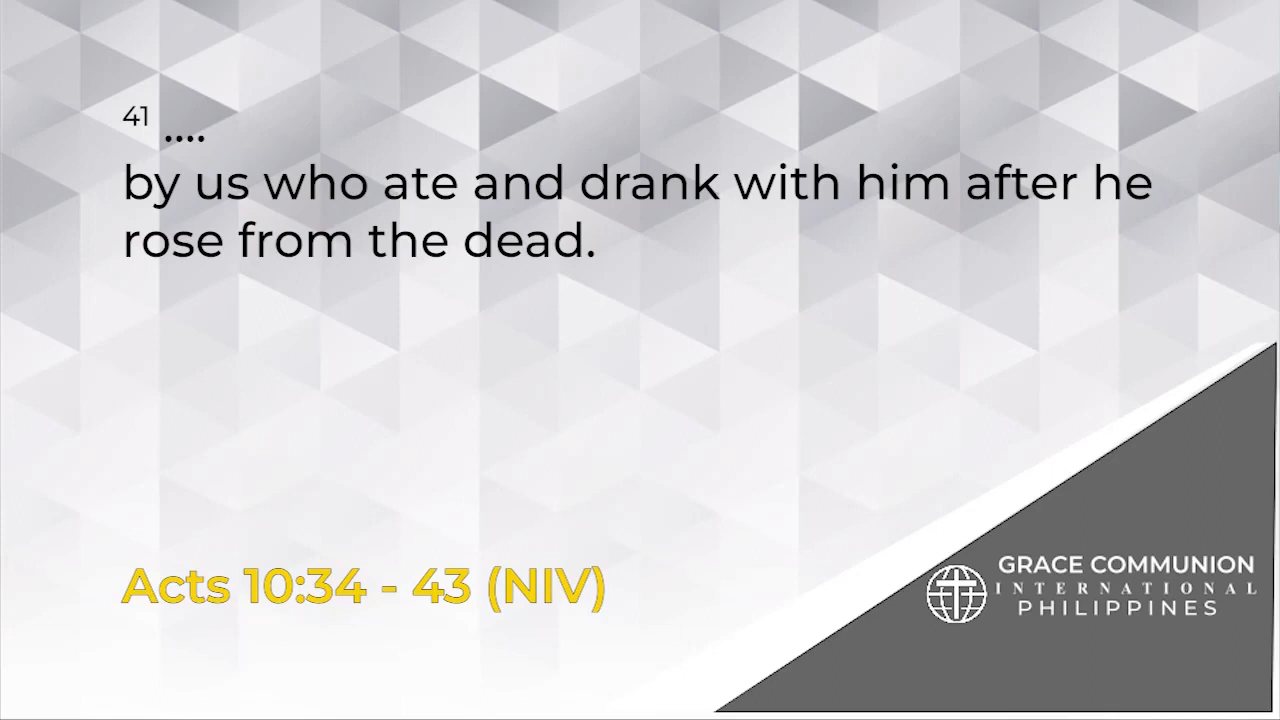 41 ....
by us who ate and drank with him after he
rose from the dead.
Acts 10:34 - 43 (NIV)
GRACE COMMUNION
INTERNATIONAL
PHILIPPINES